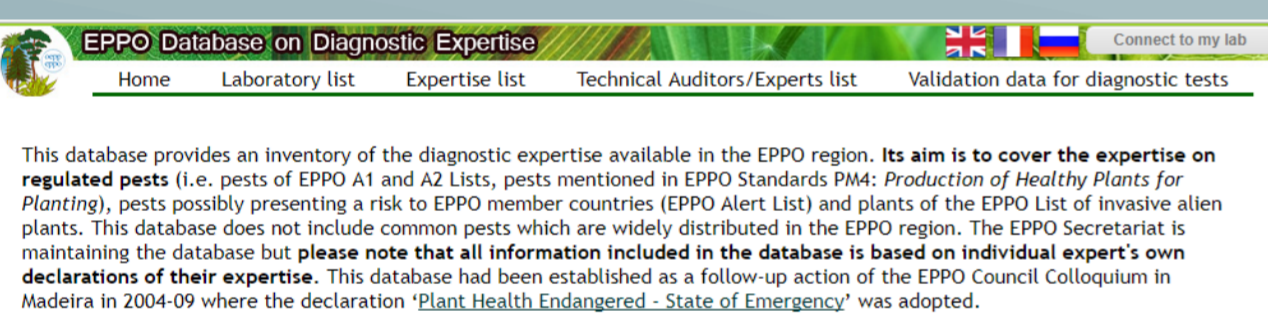 EPPO Database on Diagnostic Expertise
Connect to my lab
Home Laboratory list Expertise list Technical Auditors/Experts list Validation data for diagnostic tests
This database provides an inventory of the diagnostic expertise available in the EPPO region. Its aim is to cover the expertise on
regulated pests (i.e. pests of EPPO A1 and A2 Lists, pests mentioned in EPPO Standards PM4: Production of Healthy Plants for
Planting), pests possibly presenting a risk to EPPO member countries (EPPO Alert List) and plants of the EPPO List of invasive alien
plants. This database does not include common pests which are widely distributed in the EPPO region. The EPPO Secretariat is
maintaining the database but please note that all information included in the database is based on individual expert's own
declarations of their expertise. This database had been established as a follow-up action of the EPPO Council Colloquium in
Madeira in 2004-09 where the declaration ‘Plant Health Endangered - State of Emergency’ was adopted.